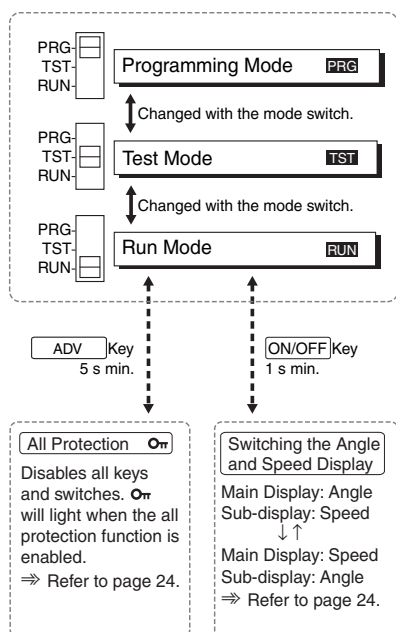 PRG
TST
RUN
Programming Mode PRG
Changed with the mode switch.
PRG
TST
RUN
Test Mode TST
Changed with the mode switch.
PRG
TST
RUN
Run Mode RUN
ADV Key
5 s min.
ON/OFF Key
1 s min.
All Protection
Disables all keys
and switches.
will light when the all
protection function is
enabled.
⇒ Refer to page 24.
Switching the Angle
and Speed Display
Main Display: Angle
Sub-display: Speed
↓↑
Main Display: Speed
Sub-display: Angle
⇒ Refer to page 24.